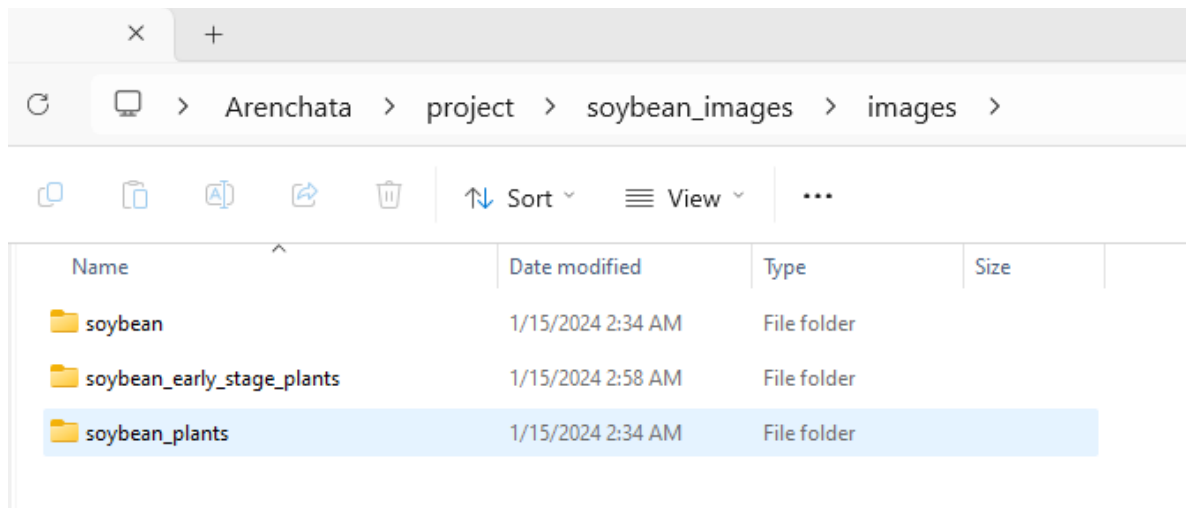 Arenchata > project > soybean_images > images >
Sort View
Name Date modified Type Size
soybean 1/15/2024 2:34 AM File folder
soybean_early_stage_plants 1/15/2024 2:58 AM File folder
soybean_plants 1/15/2024 2:34 AM File folder